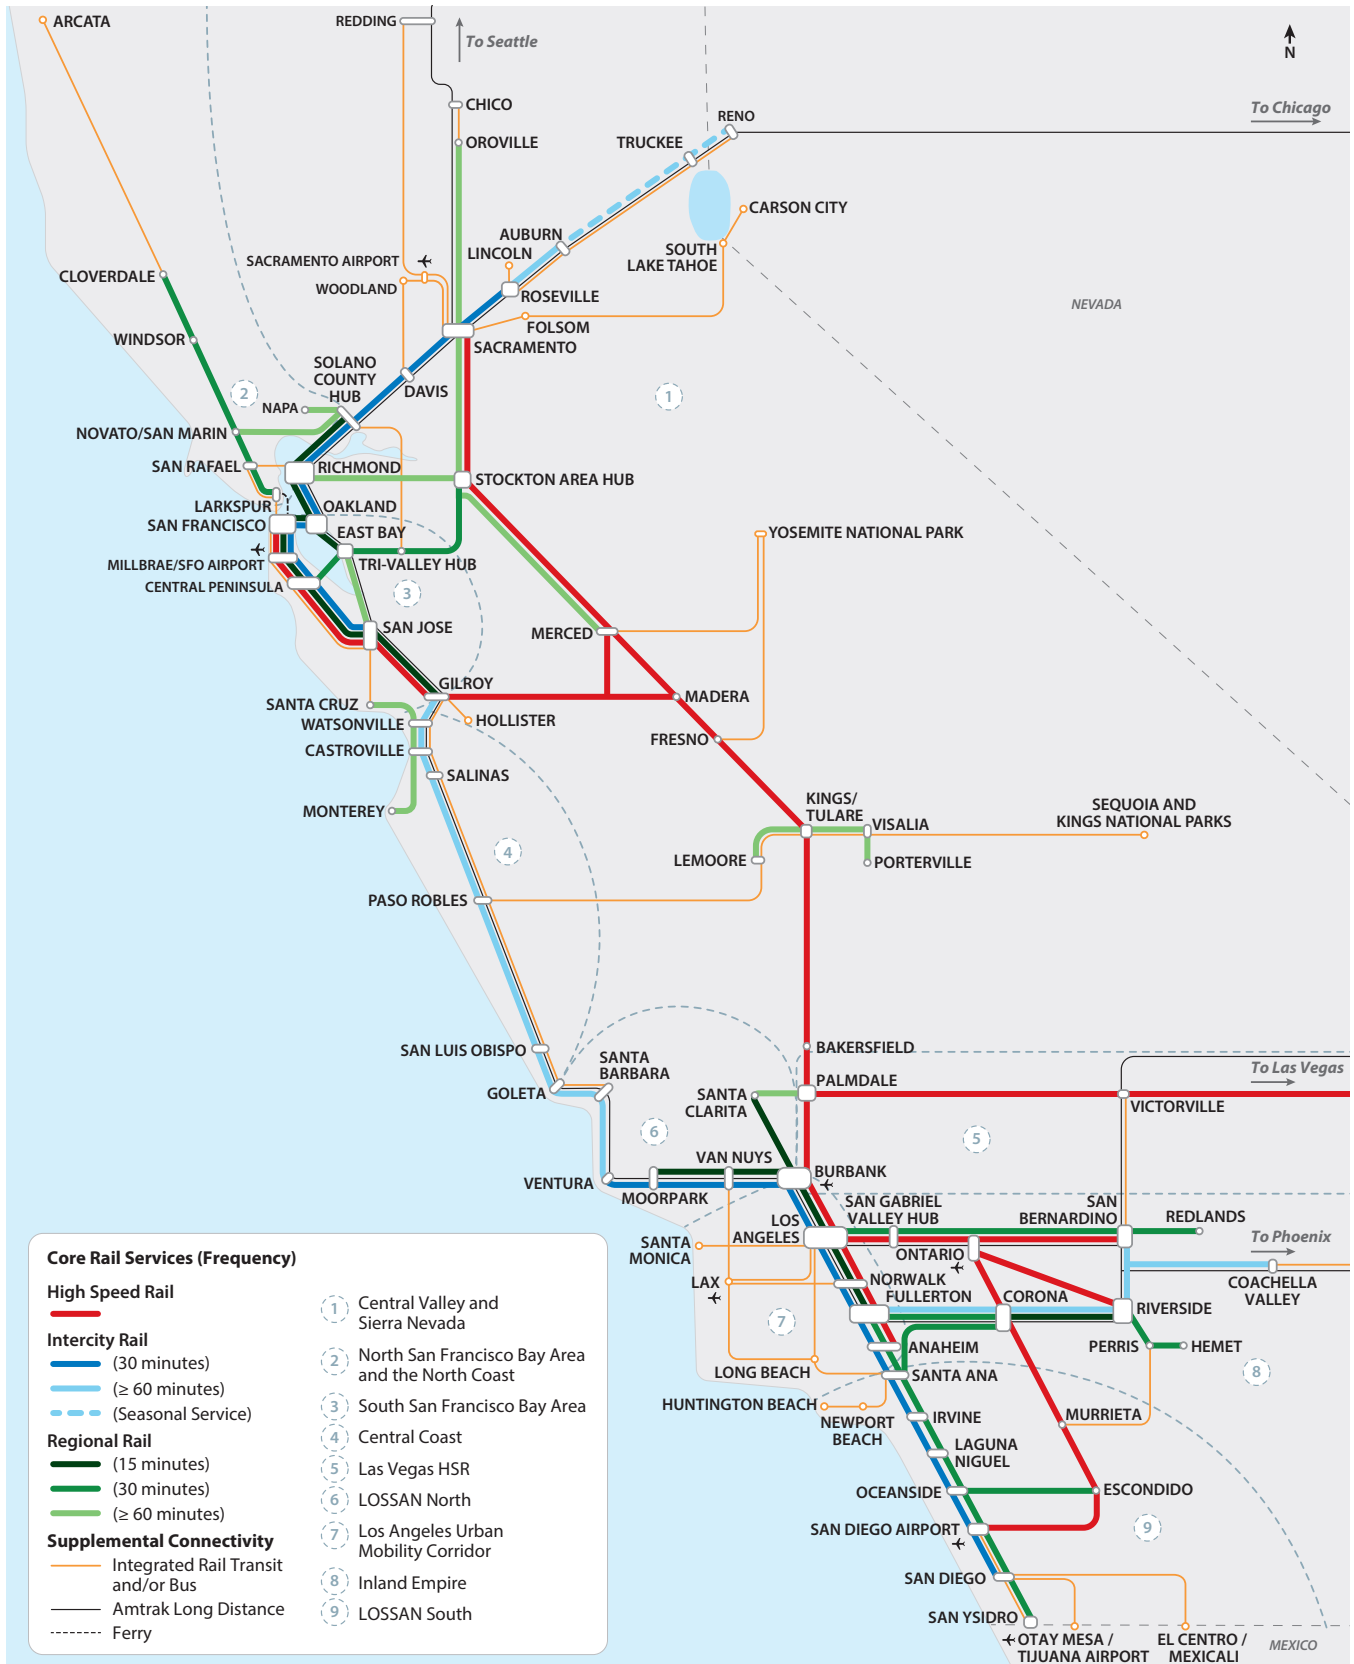 ARCATA
REDDING
To Seattle
N
CHICO
To Chicago
RENO
OROVILLE
TRUCKEE
CARSON CITY
AUBURN
LINCOLN
SOUTH
LAKE TAHOE
SACRAMENTO AIRPORT
CLOVERDALE
WOODLAND
ROSEVILLE
NEVADA
FOLSOM
WINDSOR
SACRAMENTO
SOLANO
COUNTY
HUB
DAVIS
2
1
NAPA
NOVATO/SAN MARIN
SAN RAFAEL
RICHMOND
STOCKTON AREA HUB
LARKSPUR
OAKLAND
SAN FRANCISCO
EAST BAY
YOSEMITE NATIONAL PARK
MILLBRAE/SFO AIRPORT
TRI-VALLEY HUB
CENTRAL PENINSULA
3
SAN JOSE
MERCED
GILROY
SANTA CRUZ
MADERA
WATSONVILLE
HOLLISTER
FRESNO
CASTROVILLE
SALINAS
KINGS/
TULARE
SEQUOIA AND
KINGS NATIONAL PARKS
MONTEREY
VISALIA
4
LEMOORE
PORTERVILLE
PASO ROBLES
SAN LUIS OBISPO
BAKERSFIELD
SANTA
BARBARA
To Las Vegas
GOLETA
PALMDALE
SANTA
CLARITA
VICTORVILLE
6
5
VAN NUYS
VENTURA
BURBANK
MOORPARK
SAN GABRIEL
VALLEY HUB
SAN
BERNARDINO
REDLANDS
LOS
ANGELES
To Phoenix
SANTA
MONICA
ONTARIO
LAX
NORWALK
FULLERTON
COACHELLA
VALLEY
CORONA
RIVERSIDE
7
ANAHEIM
PERRIS
HEMET
LONG BEACH
SANTA ANA
8
HUNTINGTON BEACH
NEWPORT
BEACH
IRVINE
MURRIETA
LAGUNA
NIGUEL
OCEANSIDE
ESCONDIDO
SAN DIEGO AIRPORT
9
SAN DIEGO
SAN YSIDRO
OTAY MESA /
TIJUANA AIRPORT
EL CENTRO /
MEXICALI
MEXICO
Core Rail Services (Frequency)
High Speed Rail
Intercity Rail
(30 minutes)
(≥ 60 minutes)
(Seasonal Service)
Regional Rail
(15 minutes)
(30 minutes)
(≥ 60 minutes)
Supplemental Connectivity
Integrated Rail Transit
and/or Bus
Amtrak Long Distance
Ferry
1 Central Valley and
Sierra Nevada
2 North San Francisco Bay Area
and the North Coast
3 South San Francisco Bay Area
4 Central Coast
5 Las Vegas HSR
6 LOSSAN North
7 Los Angeles Urban
Mobility Corridor
8 Inland Empire
9 LOSSAN South